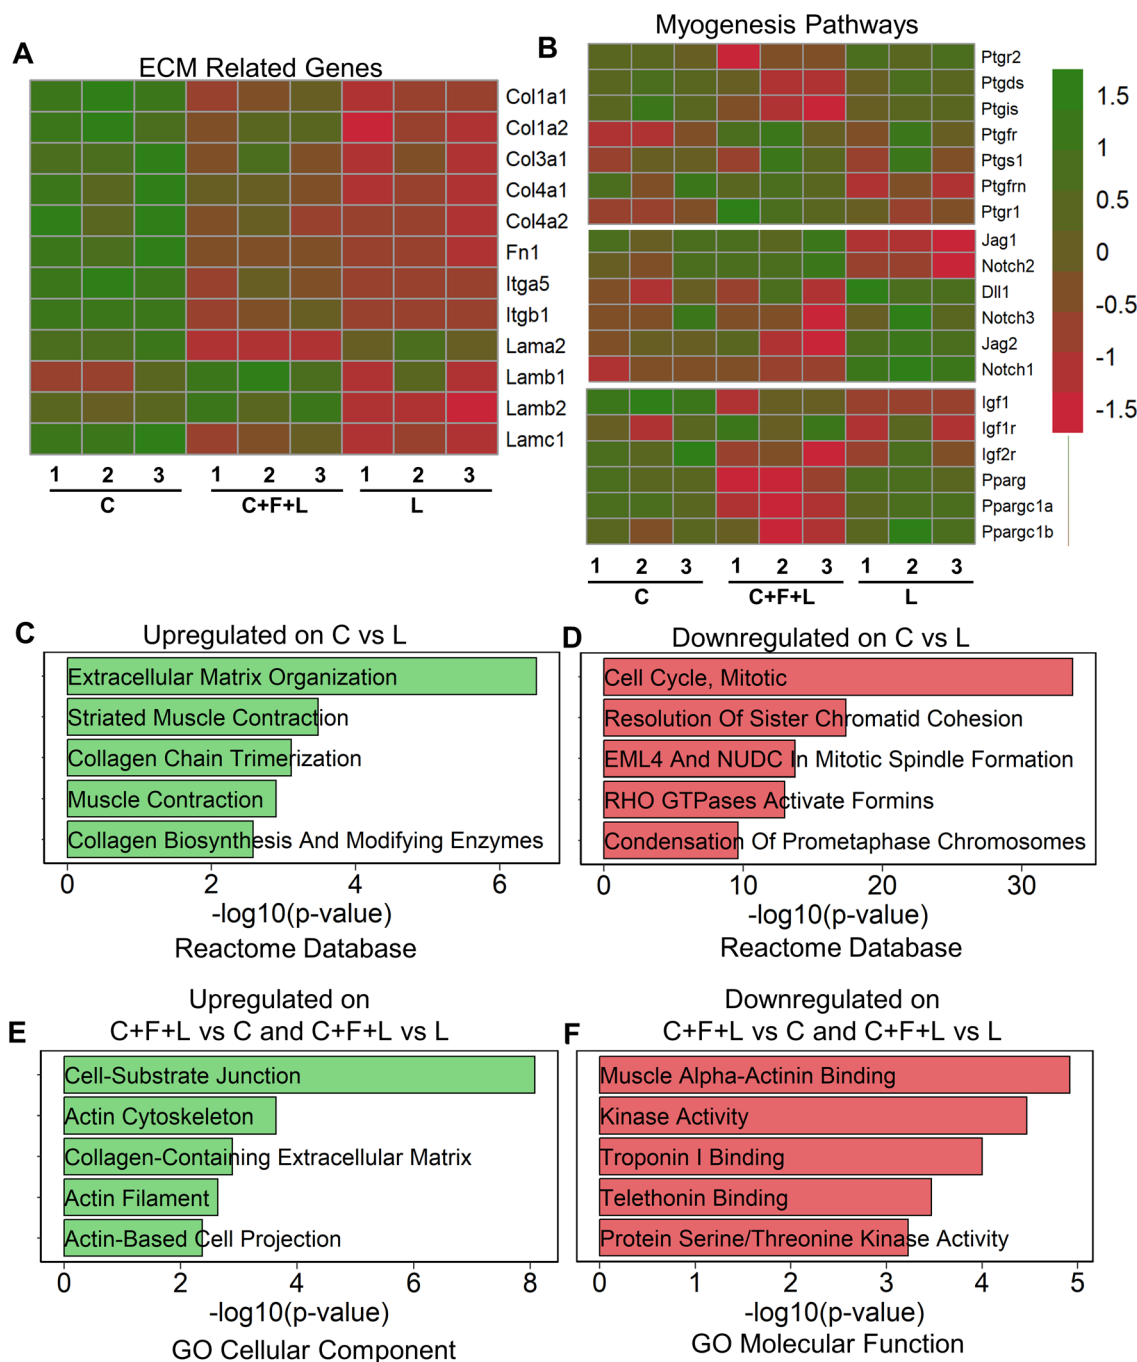 A
ECM Related Genes
Col1a1
Col1a2
Col3a1
Col4a1
Col4a2
Fn1
Itga5
Itgb1
Lama2
Lamb1
Lamb2
Lamc1
1 2 3 1 2 3 1 2 3
C C+F+L L
B
Myogenesis Pathways
Ptgr2
Ptgds
Ptgis
Ptgfr
Ptgs1
Ptgfrn
Ptgr1
Jag1
Notch2
Dll1
Notch3
Jag2
Notch1
Igf1
Igf1r
Igf2r
Pparg
Ppargc1a
Ppargc1b
1 2 3 1 2 3 1 2 3
C C+F+L L
1.5
1
0.5
0
-0.5
-1
-1.5
C
Upregulated on C vs L
Extracellular Matrix Organization
Striated Muscle Contraction
Collagen Chain Trimerization
Muscle Contraction
Collagen Biosynthesis And Modifying Enzymes
0 2 4 6
-log10(p-value)
Reactome Database
D
Downregulated on C vs L
Cell Cycle, Mitotic
Resolution Of Sister Chromatid Cohesion
EML4 And NUDC In Mitotic Spindle Formation
RHO GTPases Activate Formins
Condensation Of Prometaphase Chromosomes
0 10 20 30
-log10(p-value)
Reactome Database
E
Upregulated on
C+F+L vs C and C+F+L vs L
Cell-Substrate Junction
Actin Cytoskeleton
Collagen-Containing Extracellular Matrix
Actin Filament
Actin-Based Cell Projection
0 2 4 6 8
-log10(p-value)
GO Cellular Component
F
Downregulated on
C+F+L vs C and C+F+L vs L
Muscle Alpha-Actinin Binding
Kinase Activity
Troponin I Binding
Telethonin Binding
Protein Serine/Threonine Kinase Activity
0 1 2 3 4 5
-log10(p-value)
GO Molecular Function